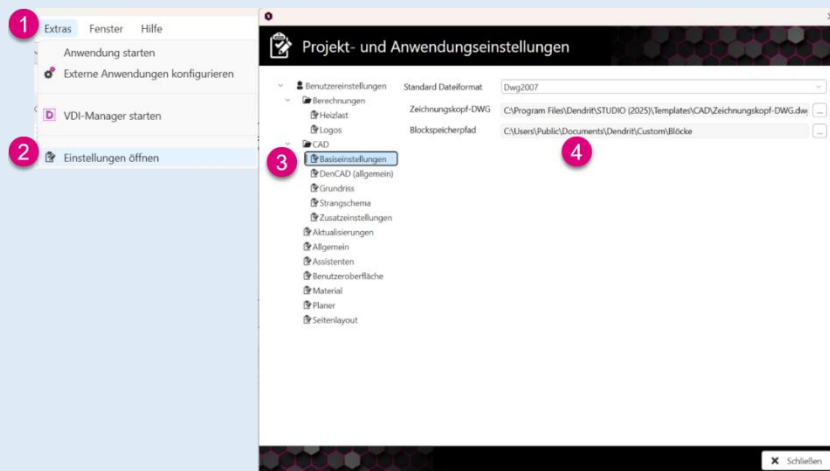 1
Extras Fenster Hilfe
Anwendung starten
Externe Anwendungen konfigurieren
D VDI-Manager starten
2
Einstellungen öffnen
Projekt- und Anwendungseinstellungen
Benutzereinstellungen
Berechnungen
Heizlast
Logos
CAD
3
Basiseinstellungen
DenCAD (allgemein)
Grundriss
Strangschema
Zusatzeinstellungen
Aktualisierungen
Allgemein
Assistenten
Benutzeroberfläche
Material
Planer
Seitenlayout
Standard Dateiformat Dwg2007
Zeichnungskopf-DWG C:\Program Files\Dendrit\STUDIO (2025)\Templates\CAD\Zeichnungskopf-DWG.dwg ...
Blockspeicherpfad C:\Users\Public\Documents\Dendrit\Custom\Blöcke ...
4
Schließen